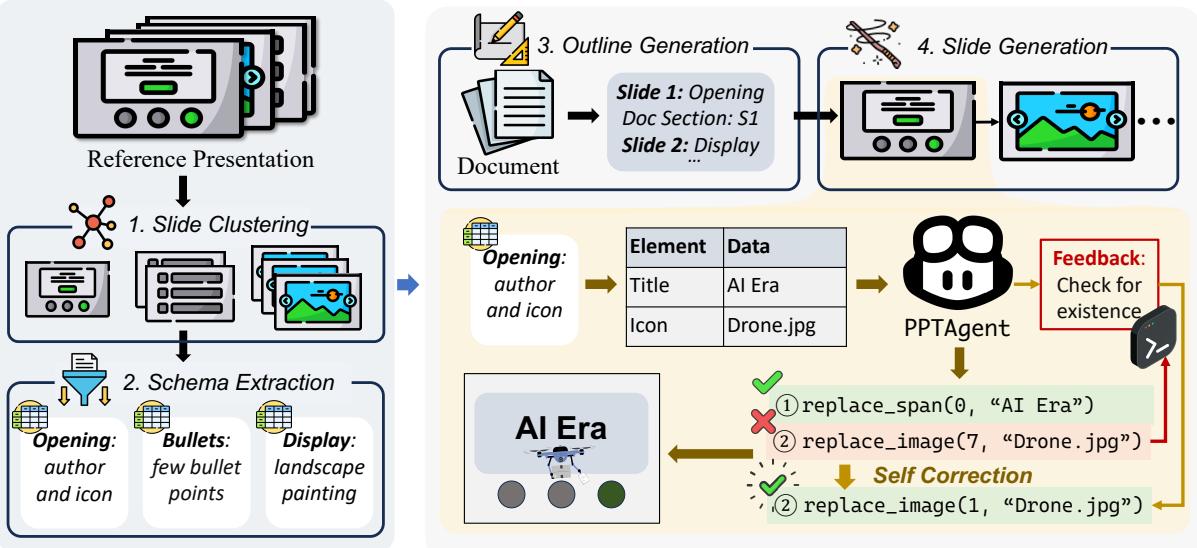 Reference Presentation
1. Slide Clustering
2. Schema Extraction
Opening:
author
and icon
Bullets:
few bullet
points
Display:
landscape
painting
3. Outline Generation
Document
Slide 1: Opening
Doc Section: S1
Slide 2: Display
...
4. Slide Generation
Opening:
author
and icon
Element Data
Title AI Era
Icon Drone.jpg
PPTAgent
Feedback:
Check for
existence
① replace_span(0, “AI Era”)
② replace_image(7, “Drone.jpg”)
Self Correction
② replace_image(1, “Drone.jpg”)
AI Era